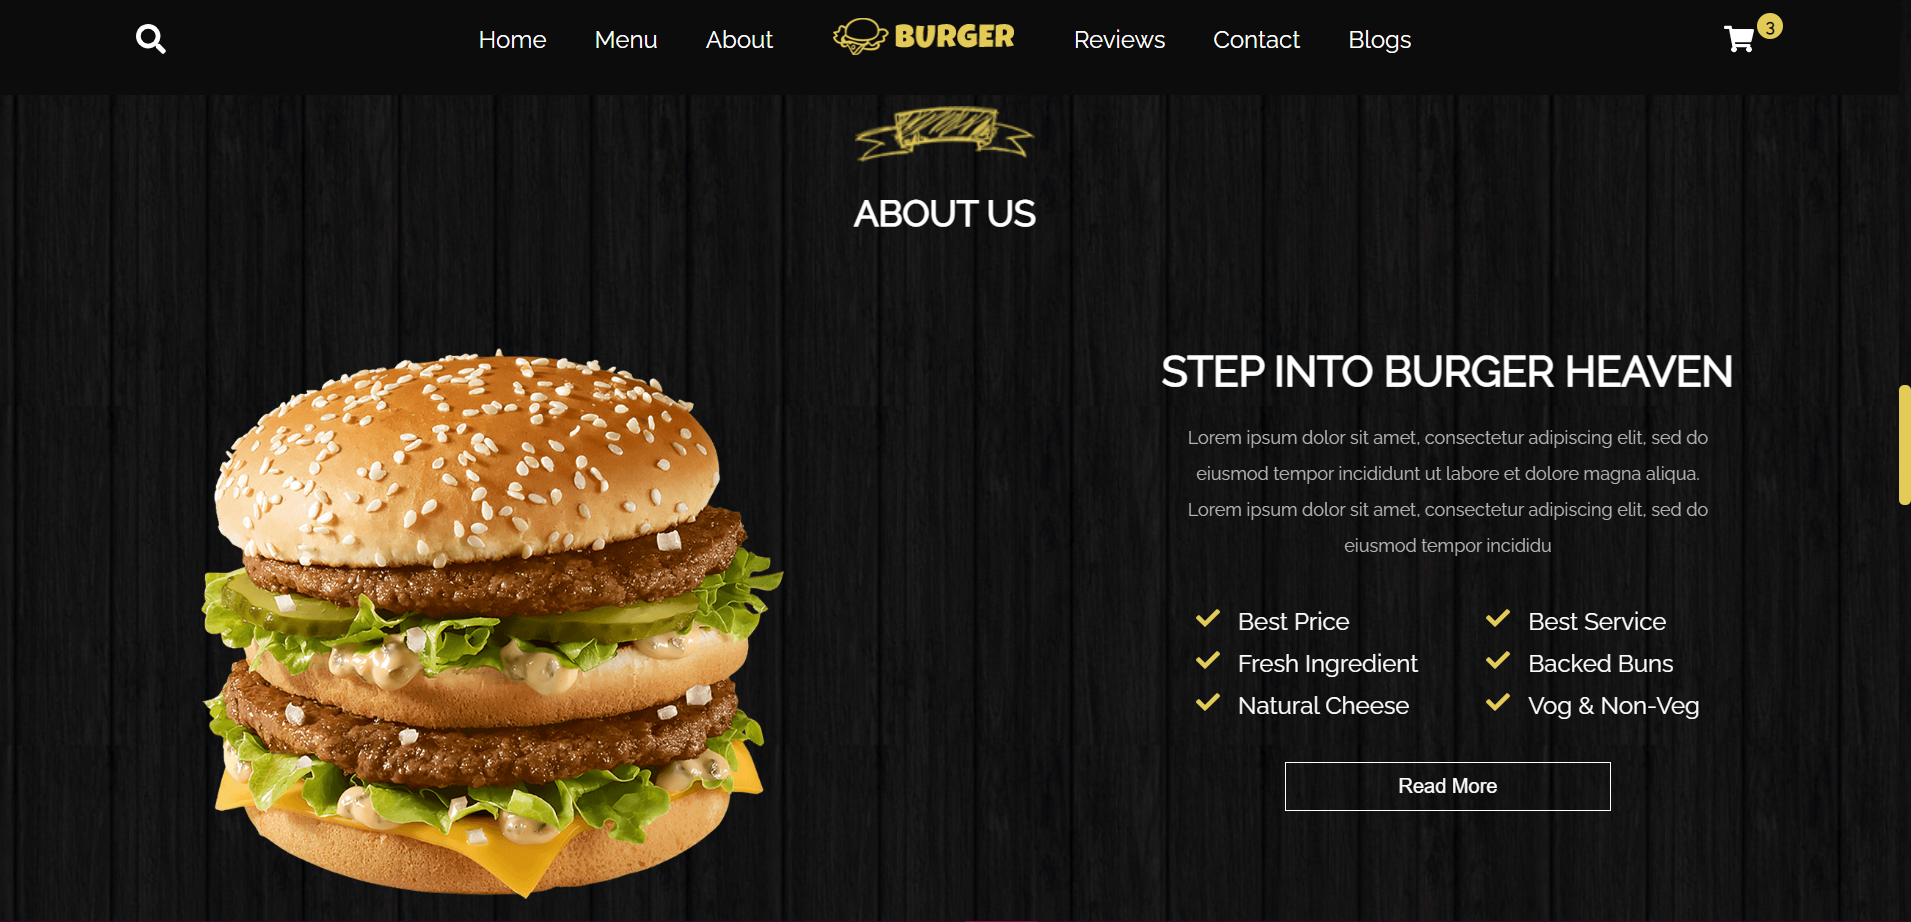 Home Menu About BURGER Reviews Contact Blogs 3
ABOUT US
STEP INTO BURGER HEAVEN
Lorem ipsum dolor sit amet, consectetur adipiscing elit, sed do
eiusmod tempor incididunt ut labore et dolore magna aliqua.
Lorem ipsum dolor sit amet, consectetur adipiscing elit, sed do
eiusmod tempor incididu
Best Price
Fresh Ingredient
Natural Cheese
Best Service
Backed Buns
Vog & Non-Veg
Read More